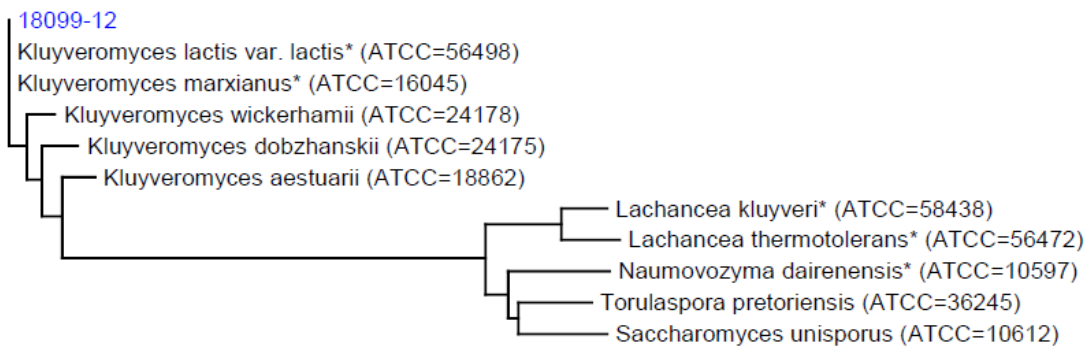 18099-12
Kluyveromyces lactis var. lactis* (ATCC=56498)
Kluyveromyces marxianus* (ATCC=16045)
Kluyveromyces wickerhamii (ATCC=24178)
Kluyveromyces dobzhanskii (ATCC=24175)
Kluyveromyces aestuarii (ATCC=18862)
Lachancea kluyveri* (ATCC=58438)
Lachancea thermotolerans* (ATCC=56472)
Naumovozyma dairenensis* (ATCC=10597)
Torulaspora pretoriensis (ATCC=36245)
Saccharomyces unisporus (ATCC=10612)